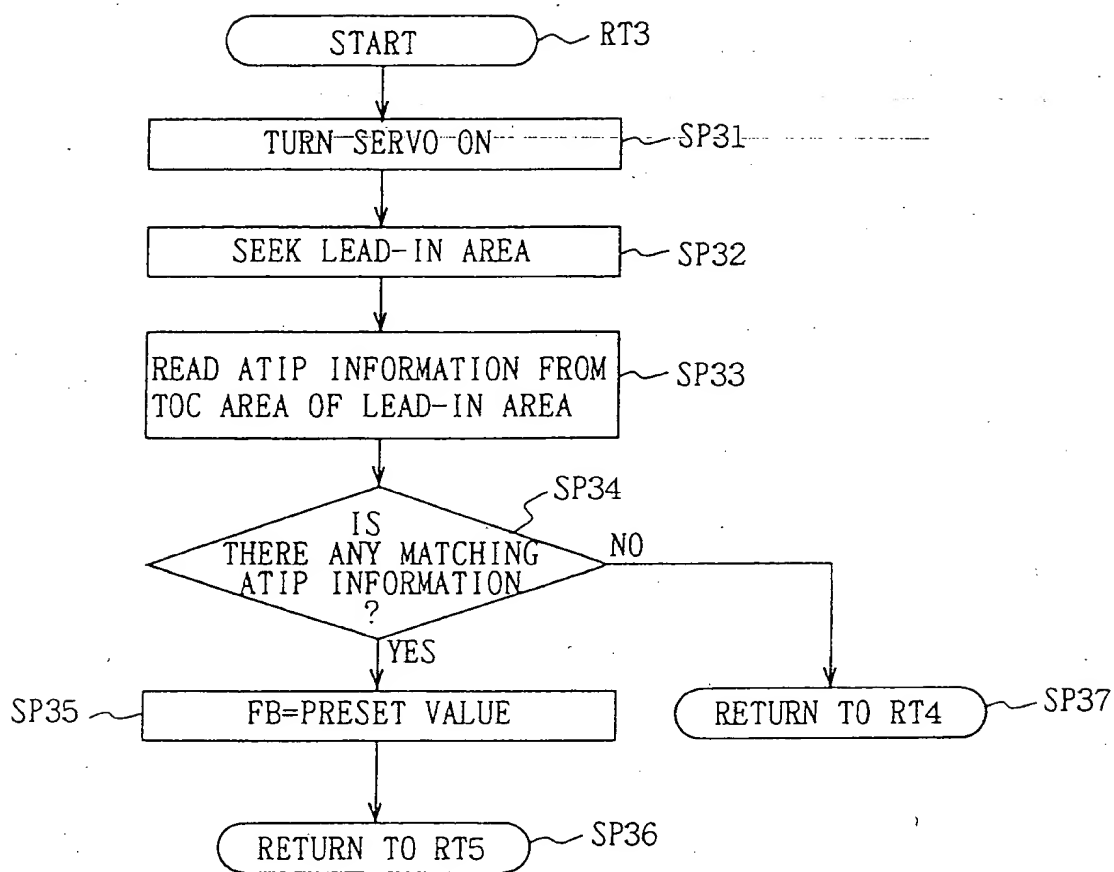 START
RT3
TURN SERVO ON
SP31
SEEK LEAD-IN AREA
SP32
READ ATIP INFORMATION FROM
TOC AREA OF LEAD-IN AREA
SP33
SP34
IS
THERE ANY MATCHING
ATIP INFORMATION
?
NO
YES
SP35
FB=PRESET VALUE
RETURN TO RT4
SP37
RETURN TO RT5
SP36